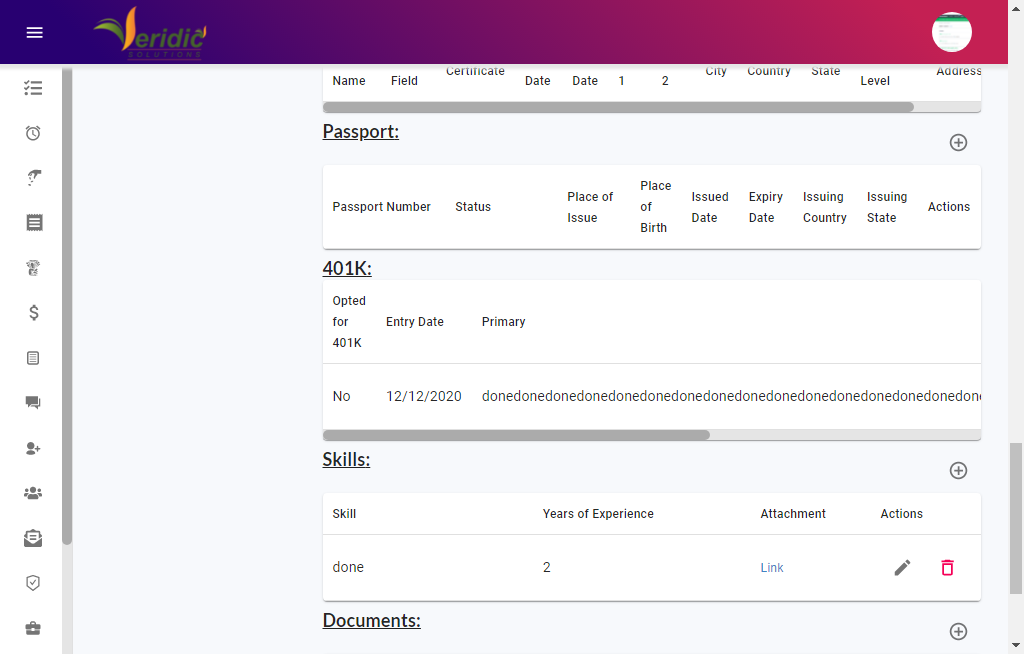 eridic
SOLUTIONS
Name Field Certificate Date Date 1 2 City Country State Level Address
Passport:
Passport Number Status Place of Issue Place of Birth Issued Date Expiry Date Issuing Country Issuing State Actions
401K:
Opted for 401K Entry Date Primary
No 12/12/2020 donedonedonedonedonedonedonedonedonedonedonedonedonedonedonedone
Skills:
Skill Years of Experience Attachment Actions
done 2 Link
Documents: